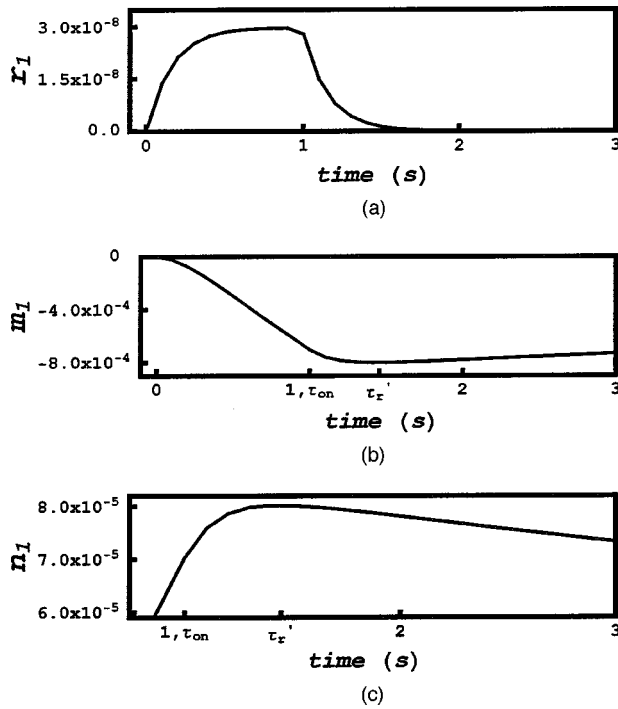 3.0x10⁻⁸
1.5x10⁻⁸
0.0
r₁
0 1 2 3
time (s)
(a)
0
-4.0x10⁻⁴
-8.0x10⁻⁴
m₁
0 1,τon τr' 2 3
time (s)
(b)
8.0x10⁻⁵
7.0x10⁻⁵
6.0x10⁻⁵
n₁
1,τon τr' 2 3
time (s)
(c)